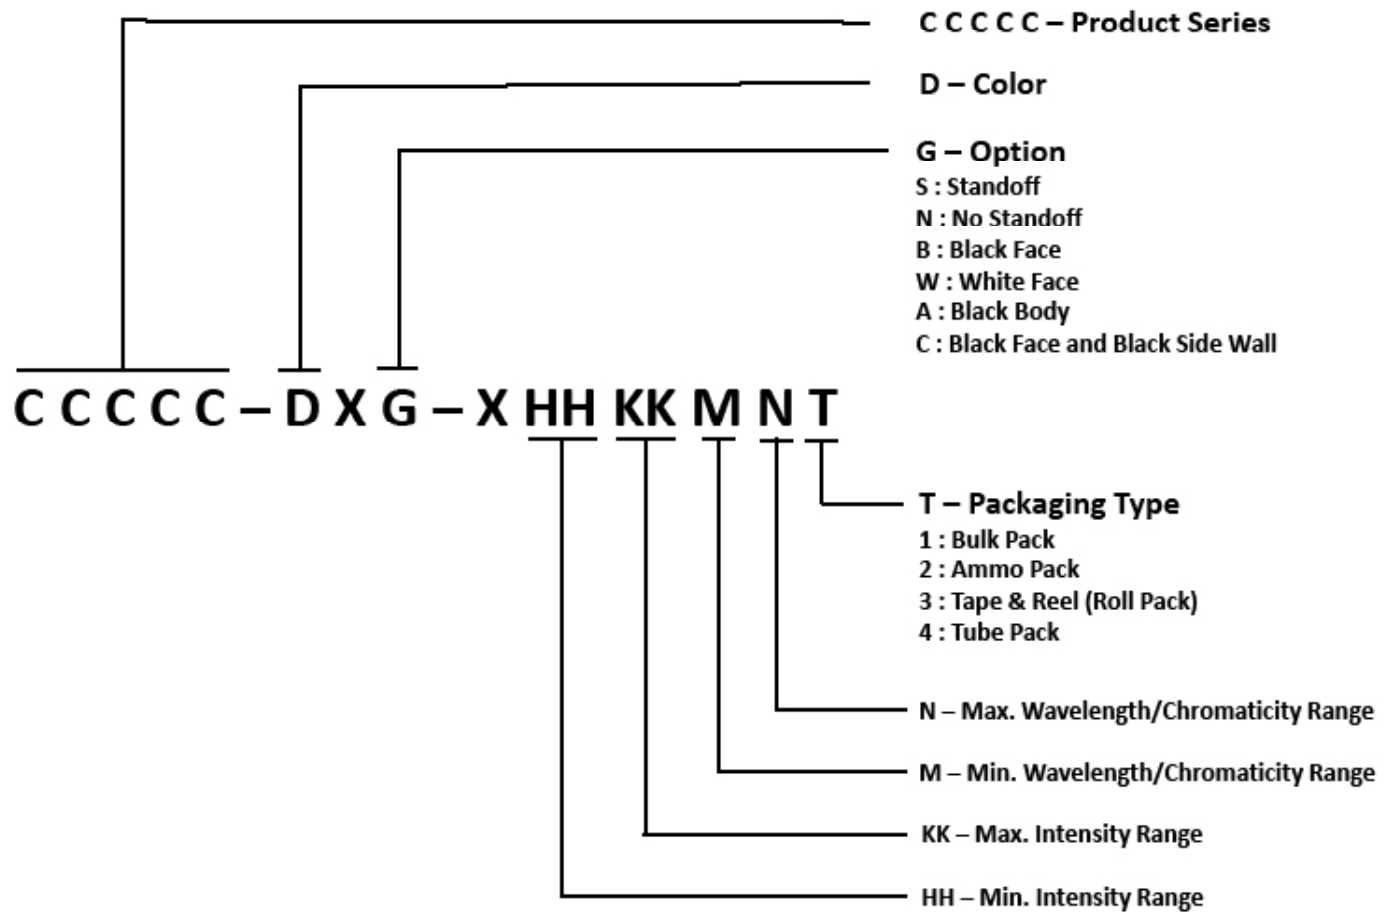 C C C C C – Product Series
D – Color
G – Option
S : Standoff
N : No Standoff
B : Black Face
W : White Face
A : Black Body
C : Black Face and Black Side Wall
C C C C C – D X G – X HH KK M N T
T – Packaging Type
1 : Bulk Pack
2 : Ammo Pack
3 : Tape & Reel (Roll Pack)
4 : Tube Pack
N – Max. Wavelength/Chromaticity Range
M – Min. Wavelength/Chromaticity Range
KK – Max. Intensity Range
HH – Min. Intensity Range